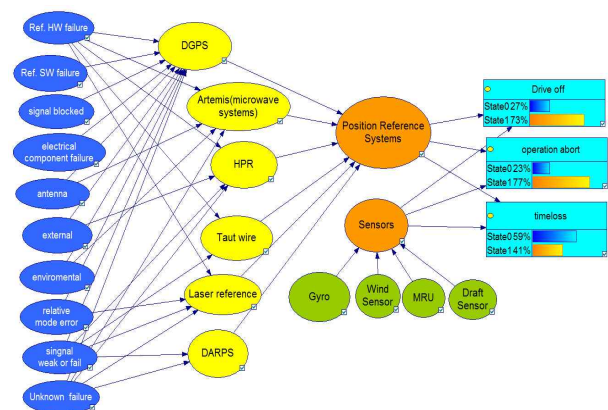 Ref. HW failure
Ref. SW failure
signal blocked
electrical
component failure
antenna
external
enviromental
relative
mode error
singnal
weak or fail
Unknown failure
DGPS
Artemis(microwave
systems)
HPR
Taut wire
Laser reference
DARPS
Position Reference
Systems
Sensors
Gyro
Wind
Sensor
MRU
Draft
Sensor
Drive off
State0 27%
State1 73%
operation abort
State0 23%
State1 77%
timeloss
State0 59%
State1 41%